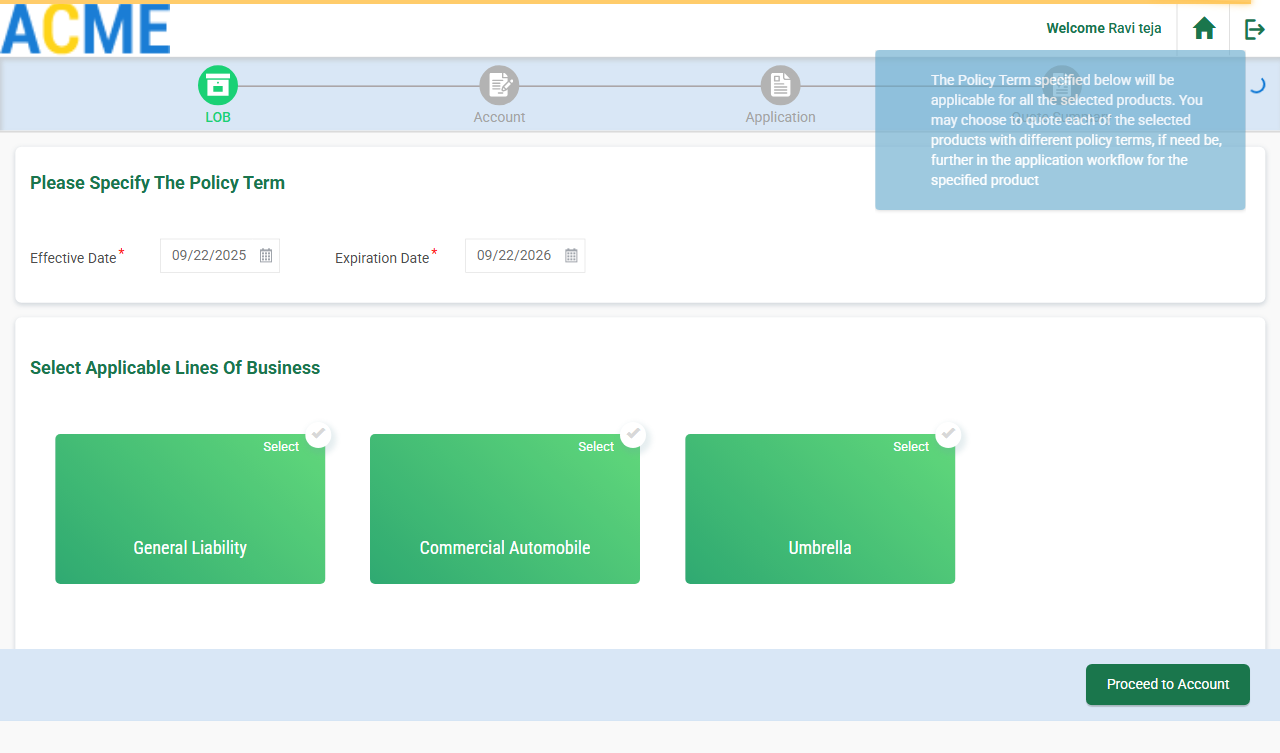 ACME
Welcome Ravi teja
LOB
Account
Application
The Policy Term specified below will be
applicable for all the selected products. You
may choose to quote each of the selected
products with different policy terms, if need be,
further in the application workflow for the
specified product
Please Specify The Policy Term
Effective Date*
09/22/2025
Expiration Date*
09/22/2026
Select Applicable Lines Of Business
Select
General Liability
Select
Commercial Automobile
Select
Umbrella
Proceed to Account